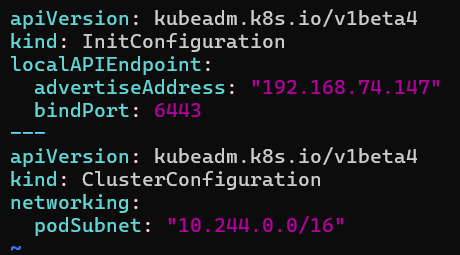 apiVersion: kubeadm.k8s.io/v1beta4
kind: InitConfiguration
localAPIEndpoint:
  advertiseAddress: "192.168.74.147"
  bindPort: 6443
---
apiVersion: kubeadm.k8s.io/v1beta4
kind: ClusterConfiguration
networking:
  podSubnet: "10.244.0.0/16"
~